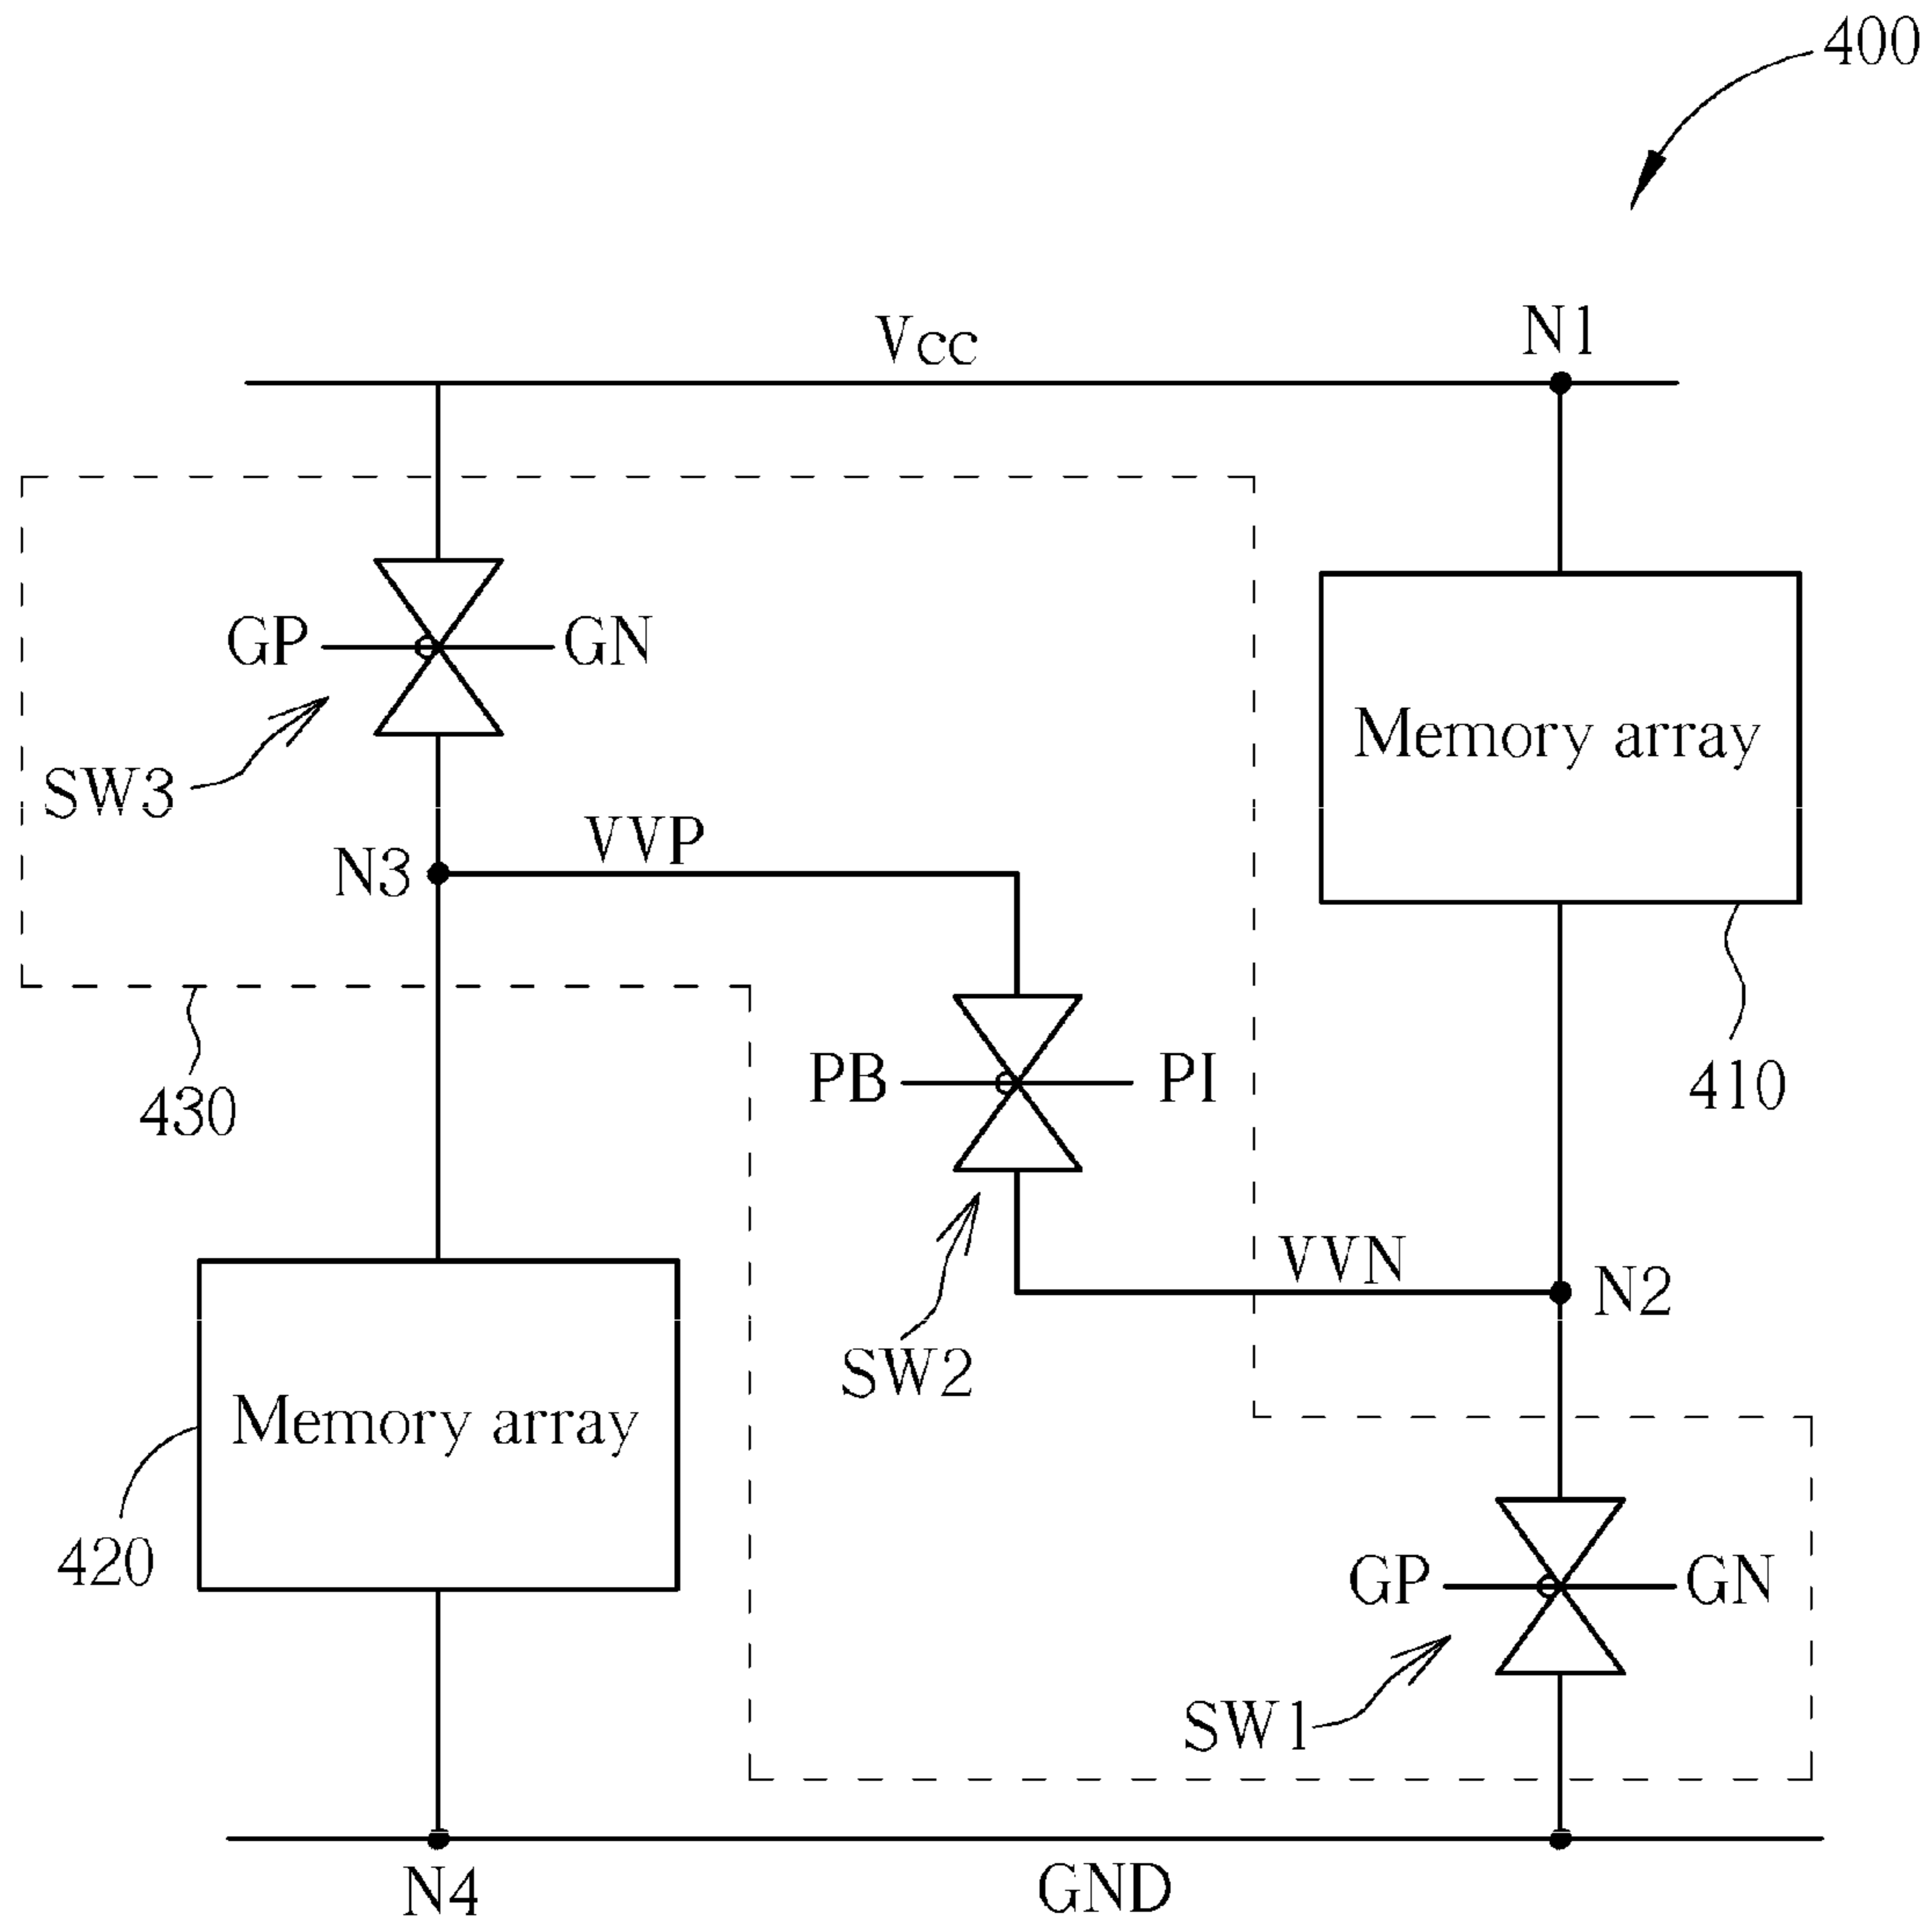 400
Vcc
N1
GP
GN
Memory array
SW3
VVP
N3
PB
PI
410
430
VVN
N2
SW2
Memory array
420
GP
GN
SW1
N4
GND